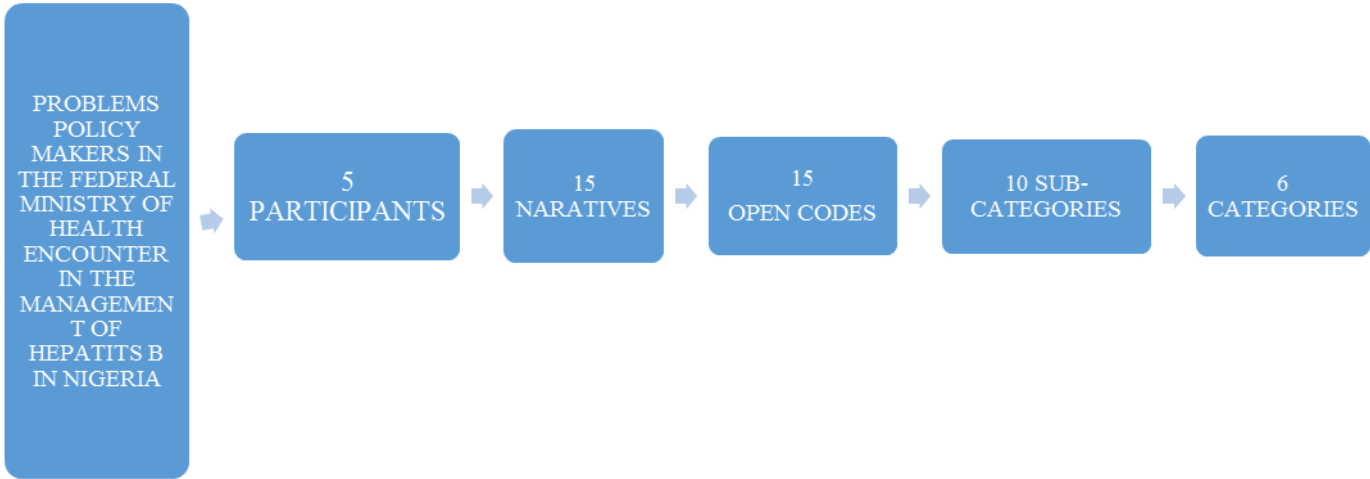 PROBLEMS
POLICY
MAKERS IN
THE FEDERAL
MINISTRY OF
HEALTH
ENCOUNTER
IN THE
MANAGEMEN
T OF
HEPATITS B
IN NIGERIA
5
PARTICIPANTS
15
NARATIVES
15
OPEN CODES
10 SUB-
CATEGORIES
6
CATEGORIES